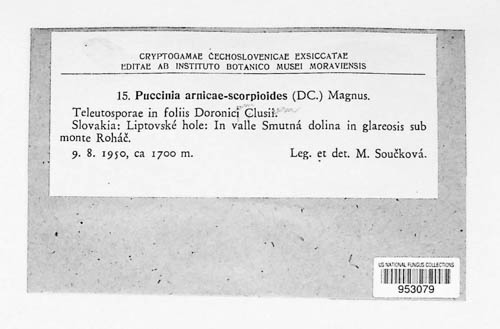 CRYPTOGAMAE ČECHOSLOVENICAE EXSICCATAE
EDITAE AB INSTITUTO BOTANICO MUSEI MORAVIENSIS
15. Puccinia arnicae-scorpioides (DC.) Magnus.
Teleutosporae in foliis Doronici Clusii.
Slovakia: Liptovské hole: In valle Smutná dolina in glareosis sub
monte Roháč.
9. 8. 1950, ca 1700 m. Leg. et det. M. Součková.
US NATIONAL FUNGUS COLLECTIONS
953079